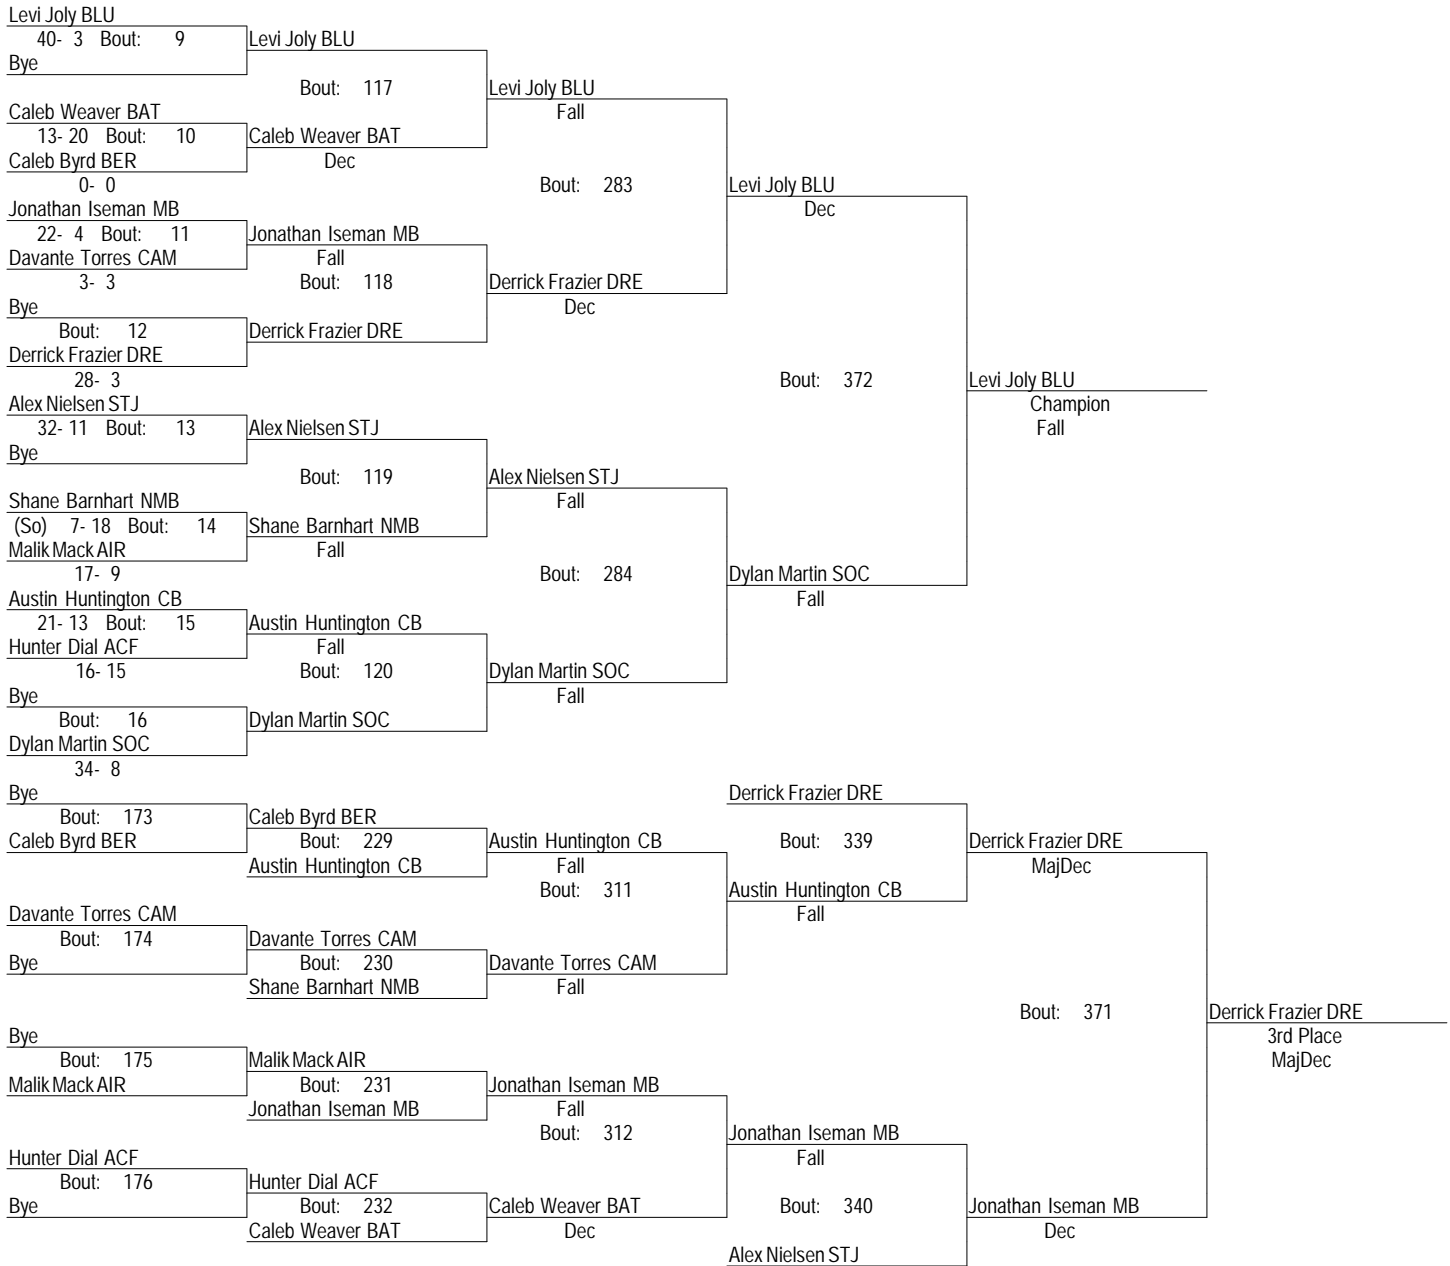 Levi Joly BLU
40- 3 Bout: 9 Levi Joly BLU
Bye
Bout: 117 Levi Joly BLU
Caleb Weaver BAT Fall
13- 20 Bout: 10 Caleb Weaver BAT
Caleb Byrd BER Dec
0- 0 Bout: 283 Levi Joly BLU
Jonathan Iseman MB Dec
22- 4 Bout: 11 Jonathan Iseman MB
Davante Torres CAM Fall
3- 3 Bout: 118 Derrick Frazier DRE
Bye Dec
Bout: 12 Derrick Frazier DRE
Derrick Frazier DRE
28- 3 Bout: 372 Levi Joly BLU
Alex Nielsen STJ Champion
32- 11 Bout: 13 Alex Nielsen STJ Fall
Bye
Bout: 119 Alex Nielsen STJ
Shane Barnhart NMB Fall
(So) 7- 18 Bout: 14 Shane Barnhart NMB
Malik Mack AIR Fall
17- 9 Bout: 284 Dylan Martin SOC
Austin Huntington CB Fall
21- 13 Bout: 15 Austin Huntington CB
Hunter Dial ACF Fall
16- 15 Bout: 120 Dylan Martin SOC
Bye Fall
Bout: 16 Dylan Martin SOC
Dylan Martin SOC
34- 8
Bye Derrick Frazier DRE
Bout: 173 Caleb Byrd BER
Caleb Byrd BER Bout: 229 Austin Huntington CB Bout: 339 Derrick Frazier DRE
Austin Huntington CB Fall MajDec
Bout: 311 Austin Huntington CB
Davante Torres CAM Fall
Bout: 174 Davante Torres CAM
Bye Bout: 230 Davante Torres CAM
Shane Barnhart NMB Fall
Bout: 371 Derrick Frazier DRE
Bye 3rd Place
Bout: 175 Malik Mack AIR MajDec
Malik Mack AIR Bout: 231 Jonathan Iseman MB
Jonathan Iseman MB Fall
Bout: 312 Jonathan Iseman MB
Hunter Dial ACF Fall
Bout: 176 Hunter Dial ACF
Bye Bout: 232 Caleb Weaver BAT Bout: 340 Jonathan Iseman MB
Caleb Weaver BAT Dec Dec
Alex Nielsen STJ